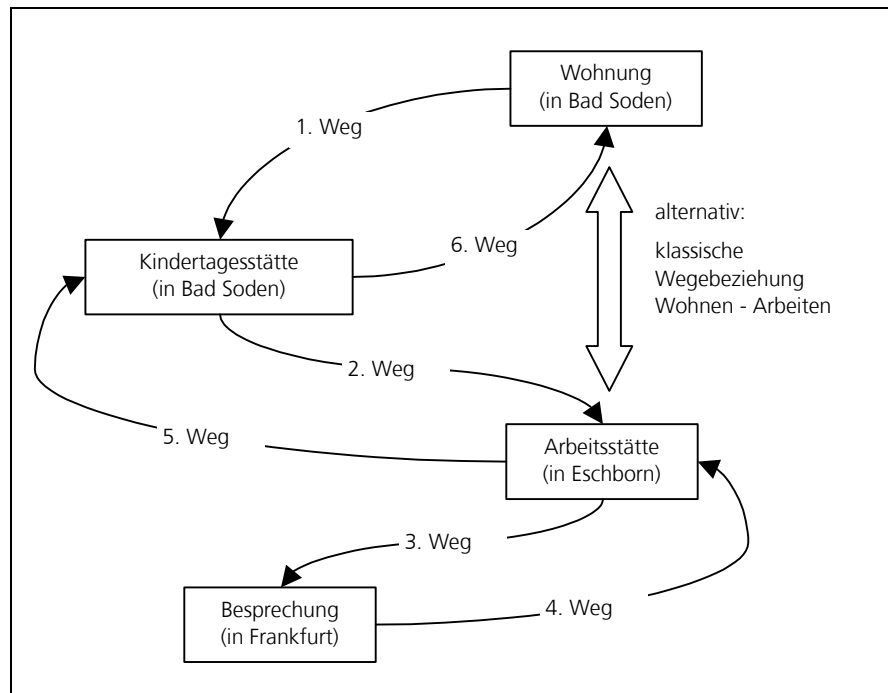 Wohnung
(in Bad Soden)
1. Weg
alternativ:
klassische
Wegebeziehung
Wohnen - Arbeiten
6. Weg
Kindertagesstätte
(in Bad Soden)
2. Weg
5. Weg
Arbeitsstätte
(in Eschborn)
3. Weg
Besprechung
(in Frankfurt)
4. Weg